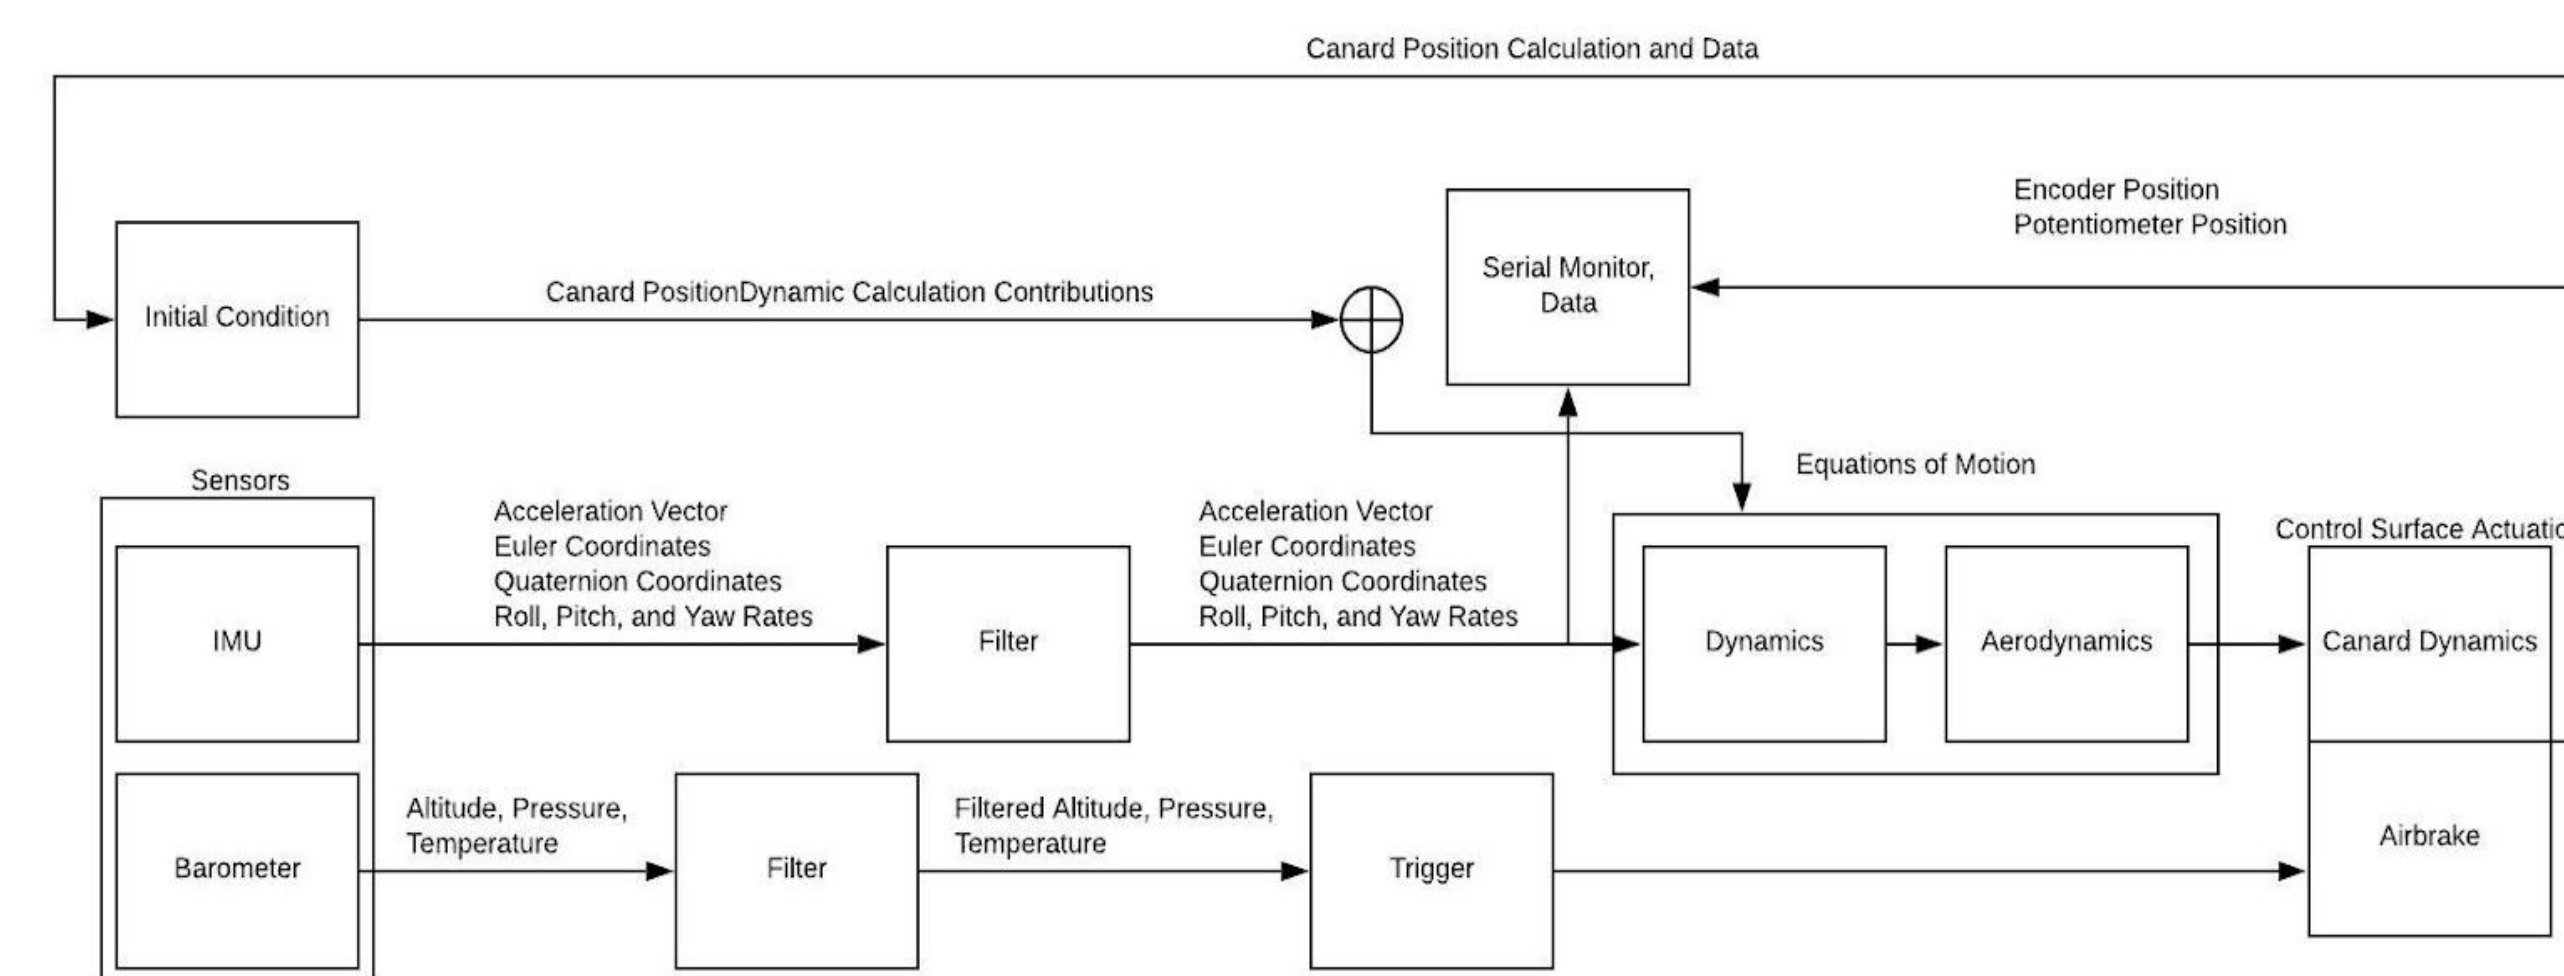 Canard Position Calculation and Data
Encoder Position
Potentiometer Position
Serial Monitor,
Data
Initial Condition
Canard PositionDynamic Calculation Contributions
Equations of Motion
Sensors
Acceleration Vector
Euler Coordinates
Quaternion Coordinates
Roll, Pitch, and Yaw Rates
Acceleration Vector
Euler Coordinates
Quaternion Coordinates
Roll, Pitch, and Yaw Rates
Control Surface Actuatio
IMU
Filter
Dynamics
Aerodynamics
Canard Dynamics
Altitude, Pressure,
Temperature
Filtered Altitude, Pressure,
Temperature
Barometer
Filter
Trigger
Airbrake